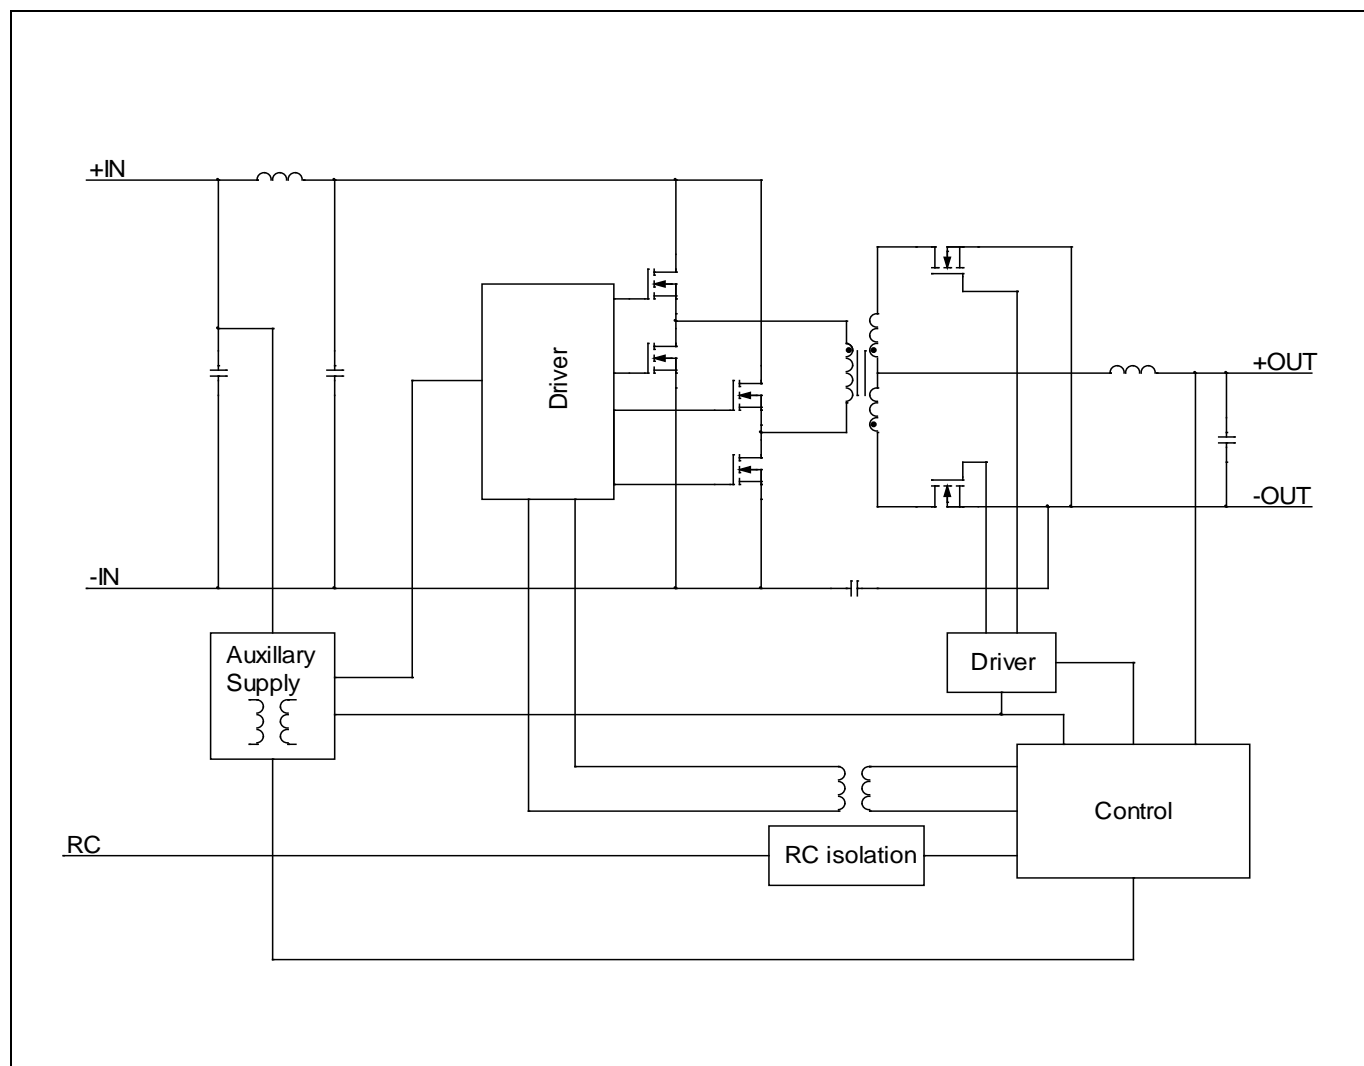 +IN
Driver
+OUT
-OUT
-IN
Auxillary
Supply
Driver
Control
RC
RC isolation